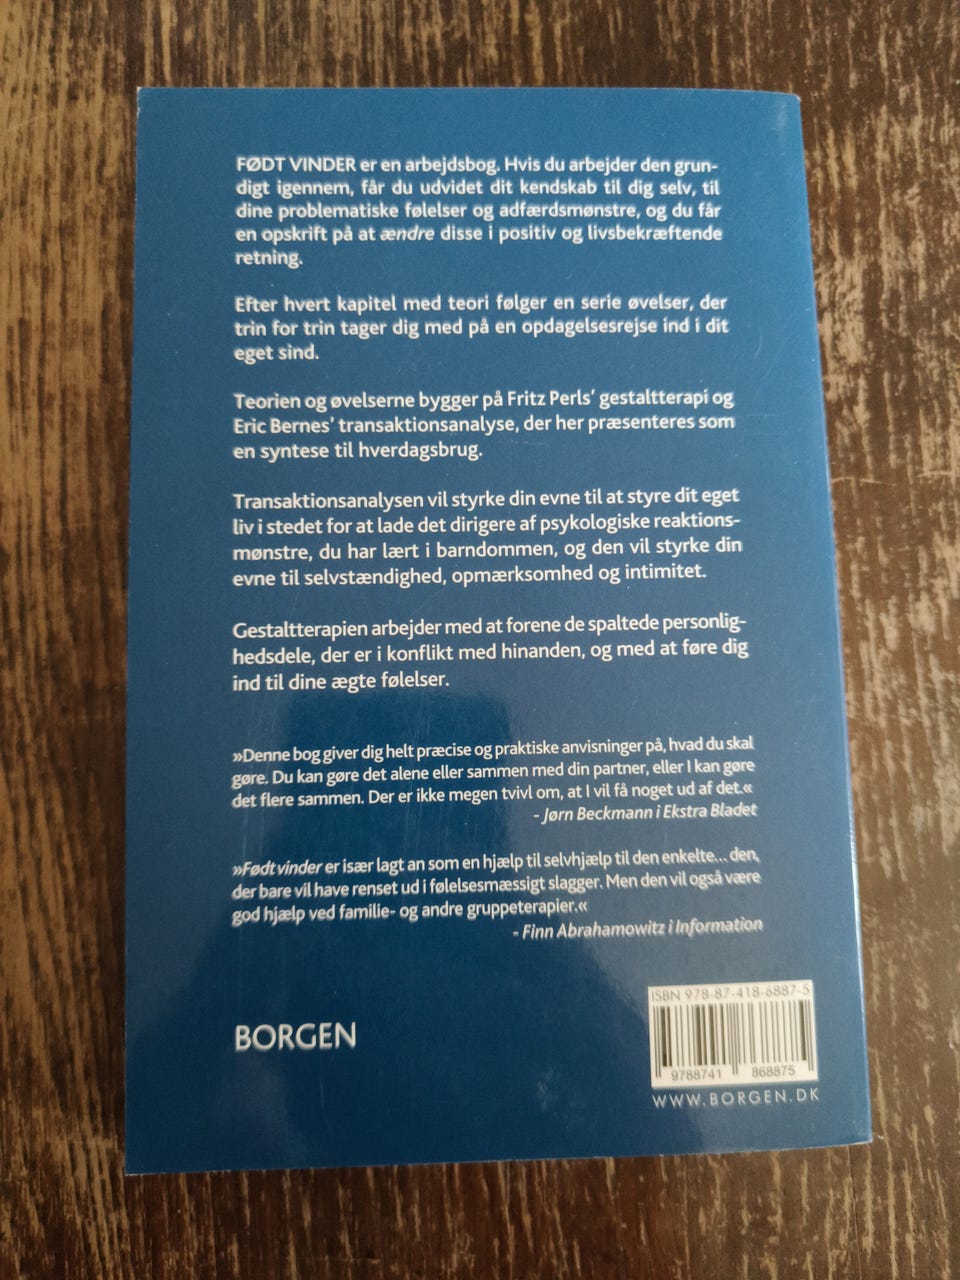 FØDT VINDER er en arbejdsbog. Hvis du arbejder den grun-
digt igennem, får du udvidet dit kendskab til dig selv, til
dine problematiske følelser og adfærdsmønstre, og du får
en opskrift på at ændre disse i positiv og livsbekræftende
retning.
Efter hvert kapitel med teori følger en serie øvelser, der
trin for trin tager dig med på en opdagelsesrejse ind i dit
eget sind.
Teorien og øvelserne bygger på Fritz Perls' gestaltterapi og
Eric Bernes' transaktionsanalyse, der her præsenteres som
en syntese til hverdagsbrug.
Transaktionsanalysen vil styrke din evne til at styre dit eget
liv i stedet for at lade det dirigere af psykologiske reaktions-
mønstre, du har lært i barndommen, og den vil styrke din
evne til selvstændighed, opmærksomhed og intimitet.
Gestaltterapien arbejder med at forene de spaltede personlig-
hedsdele, der er i konflikt med hinanden, og med at føre dig
ind til dine ægte følelser.
»Denne bog giver dig helt præcise og praktiske anvisninger på, hvad du skal
gøre. Du kan gøre det alene eller sammen med din partner, eller I kan gøre
det flere sammen. Der er ikke megen tvivl om, at I vil få noget ud af det.«
- Jørn Beckmann i Ekstra Bladet
»Født vinder er især lagt an som en hjælp til selvhjælp til den enkelte... den,
der bare vil have renset ud i følelsesmæssigt slagger. Men den vil også være
god hjælp ved familie- og andre gruppeterapier.«
- Finn Abrahamowitz i Information
BORGEN
ISBN 978-87-418-6887-5
9788741 868875
WWW.BORGEN.DK